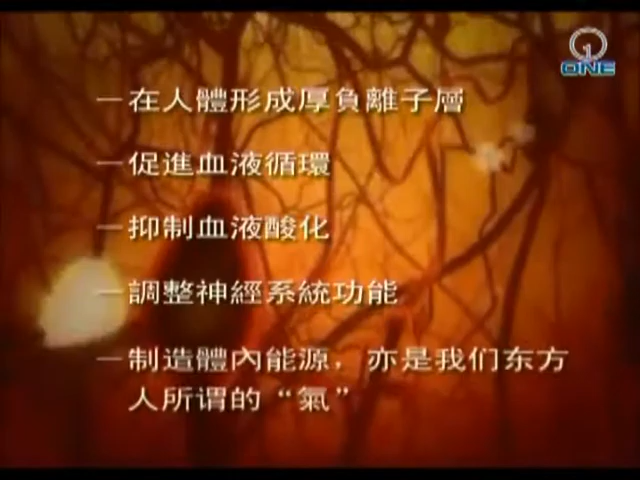 1
ONE
一在人體形成厚負離子層
一促進血液循環
一抑制血液酸化
一調整神經系統功能
一制造體內能源，亦是我们东方
人所谓的“氣”